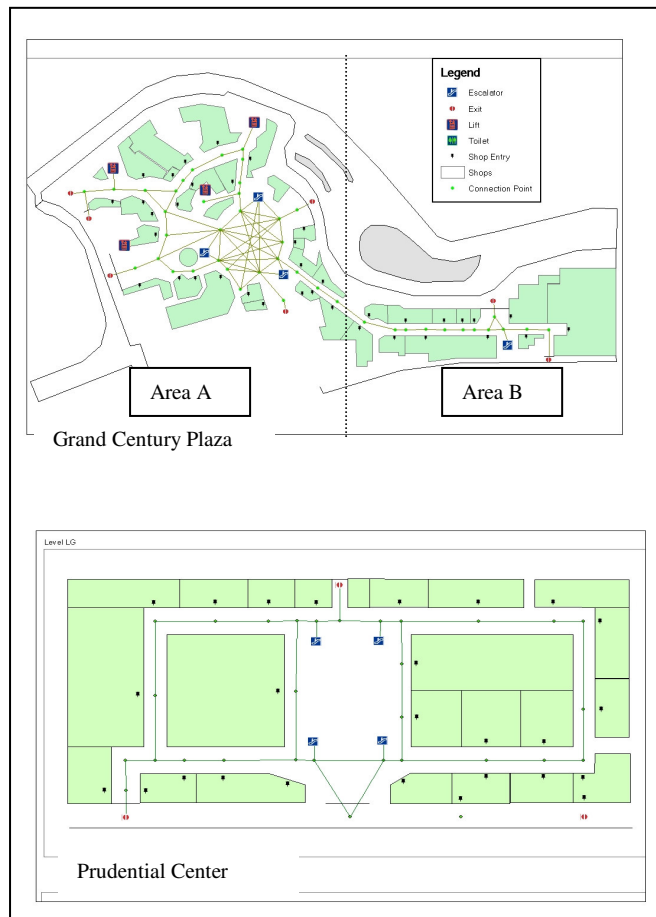 Legend
Escalator
Exit
Lift
Toilet
Shop Entry
Shops
Connection Point
Area A
Area B
Grand Century Plaza
Level LG
Prudential Center